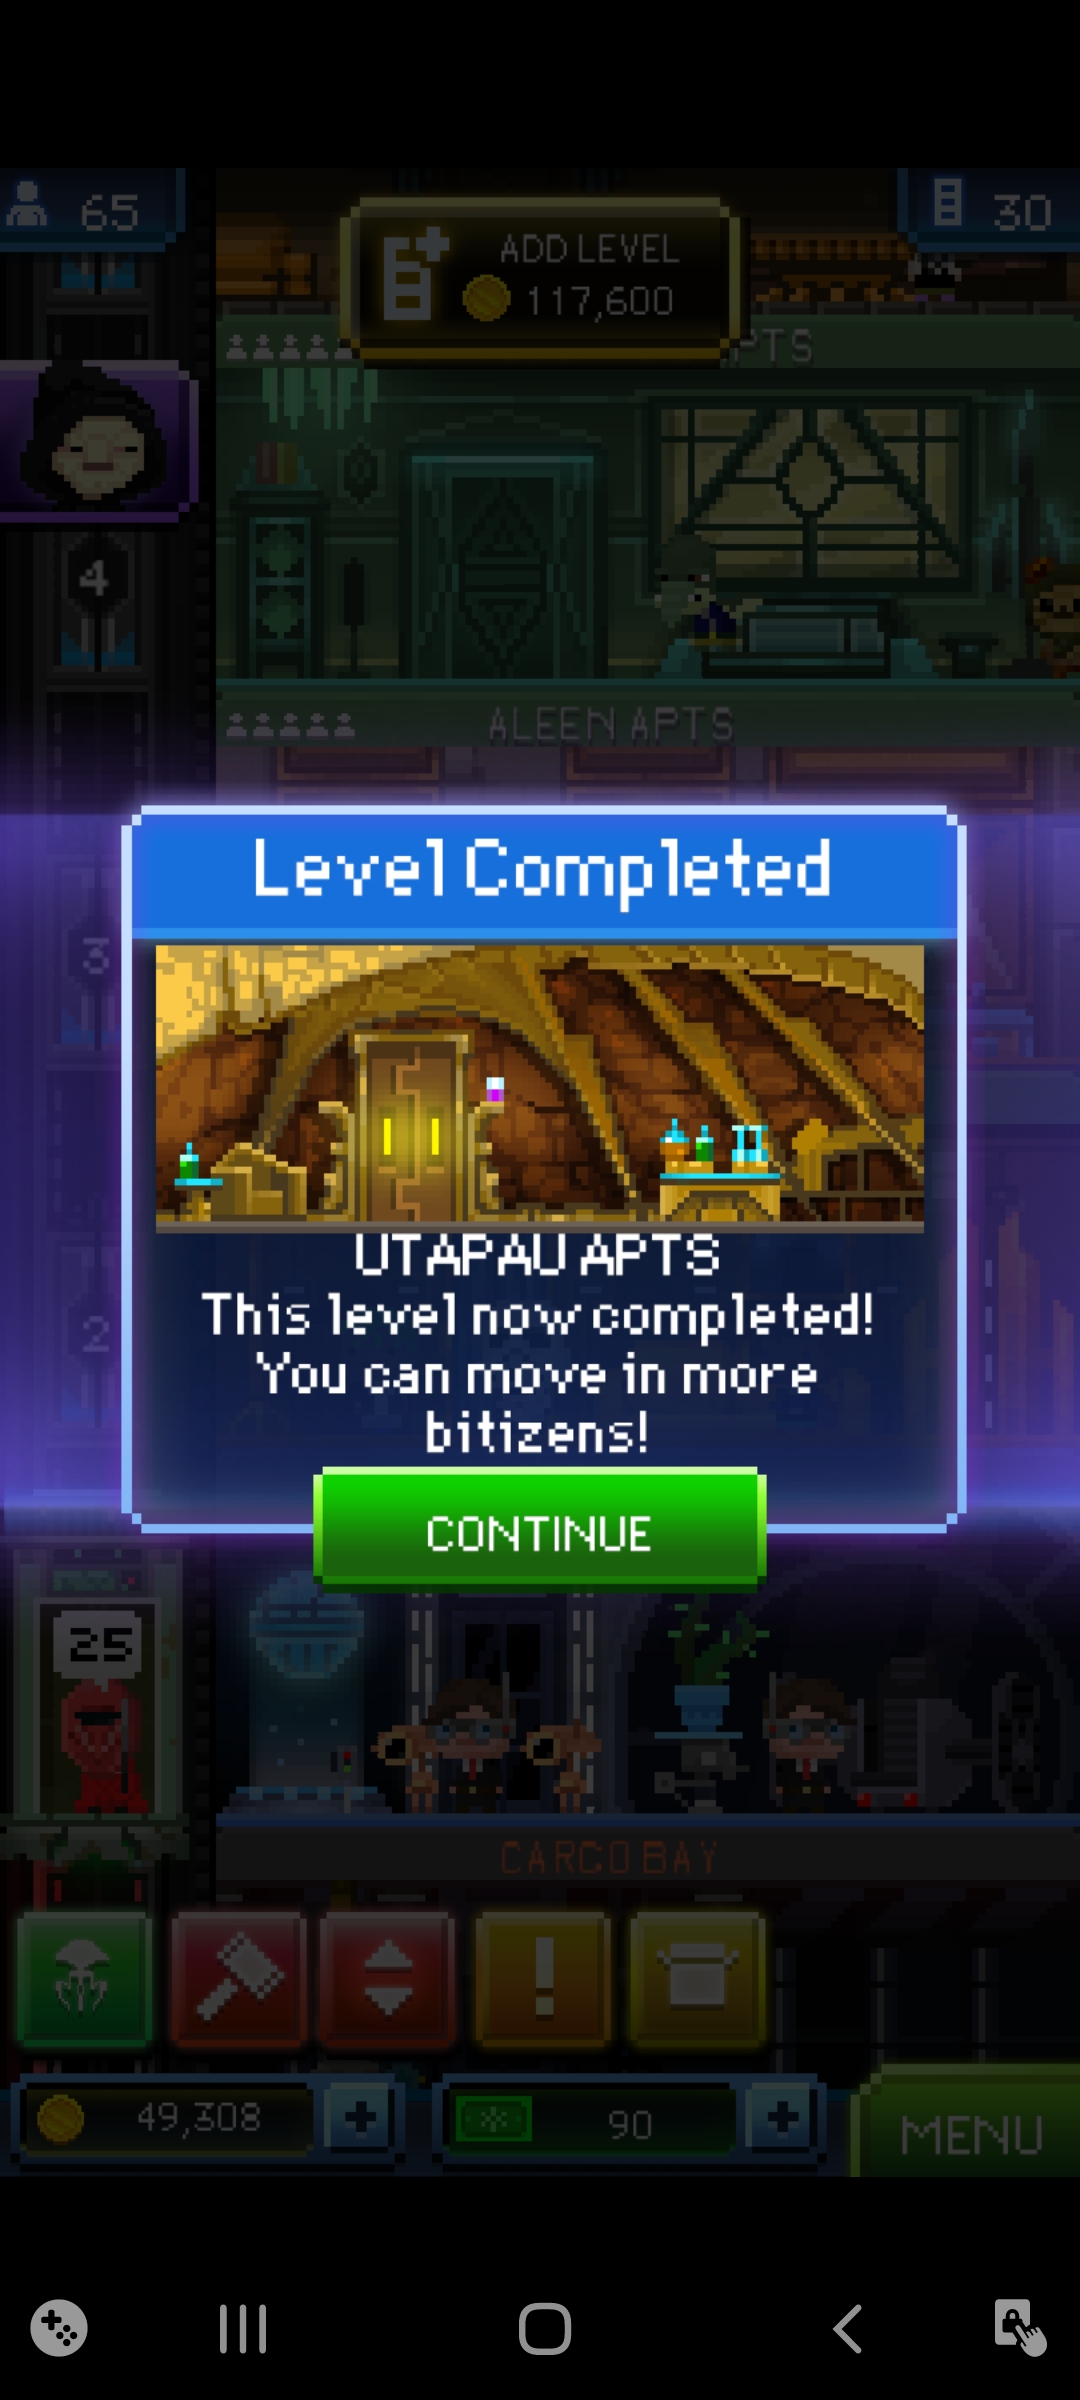 65
ADD LEVEL
117,600
30
PTS
4
ALEEN APTS
Level Completed
3
UTAPAU APTS
This level now completed!
2
You can move in more
bitizens!
CONTINUE
25
CARGO BAY
!
49,308
+
90
+
MENU